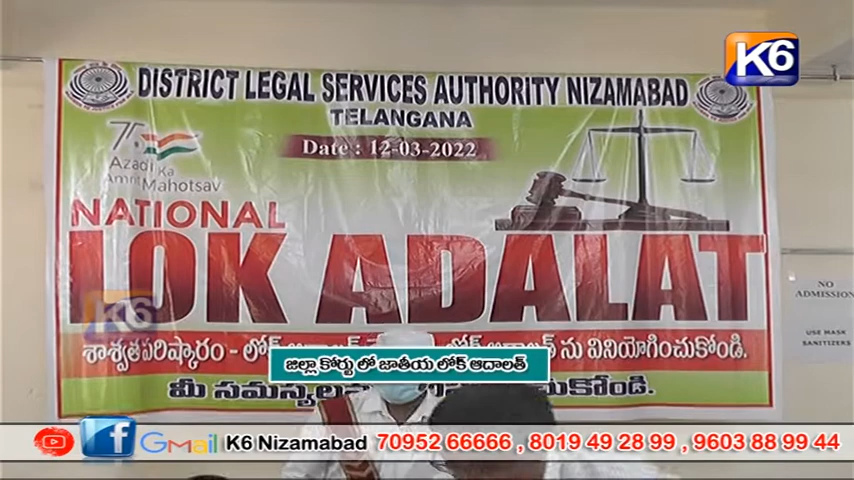 K6
DISTRICT LEGAL SERVICES AUTHORITY NIZAMABAD
TELANGANA
Date : 12-03-2022
75
Azadi Ka
Amrit Mahotsav
NATIONAL
LOK ADALAT
K6
NO
ADMISSION
USE MASK
SANITIZERS
శాశ్వతపరిష్కారం - లోక్ ను వినియోగించుకోండి.
జిల్లా కోర్టు లో జాతీయ లోక్ ఆదాలత్
మీ
K6 Nizamabad 70952 66666 , 8019 49 28 99 , 9603 88 99 44
Gmail